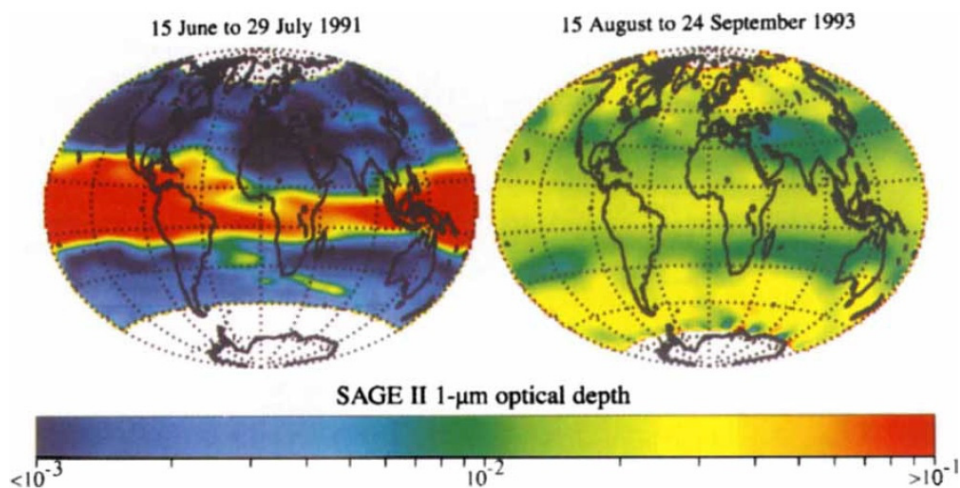 15 June to 29 July 1991
15 August to 24 September 1993
SAGE II 1-μm optical depth
<10⁻³ 10⁻² >10⁻¹